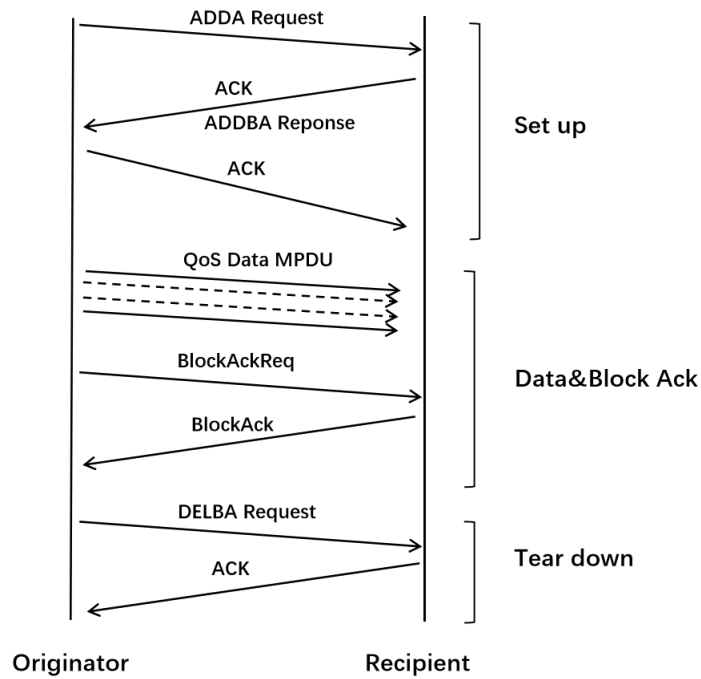 ADDA Request
ACK
ADDBA Reponse
Set up
ACK
QoS Data MPDU
BlockAckReq
Data&Block Ack
BlockAck
DELBA Request
Tear down
ACK
Originator
Recipient